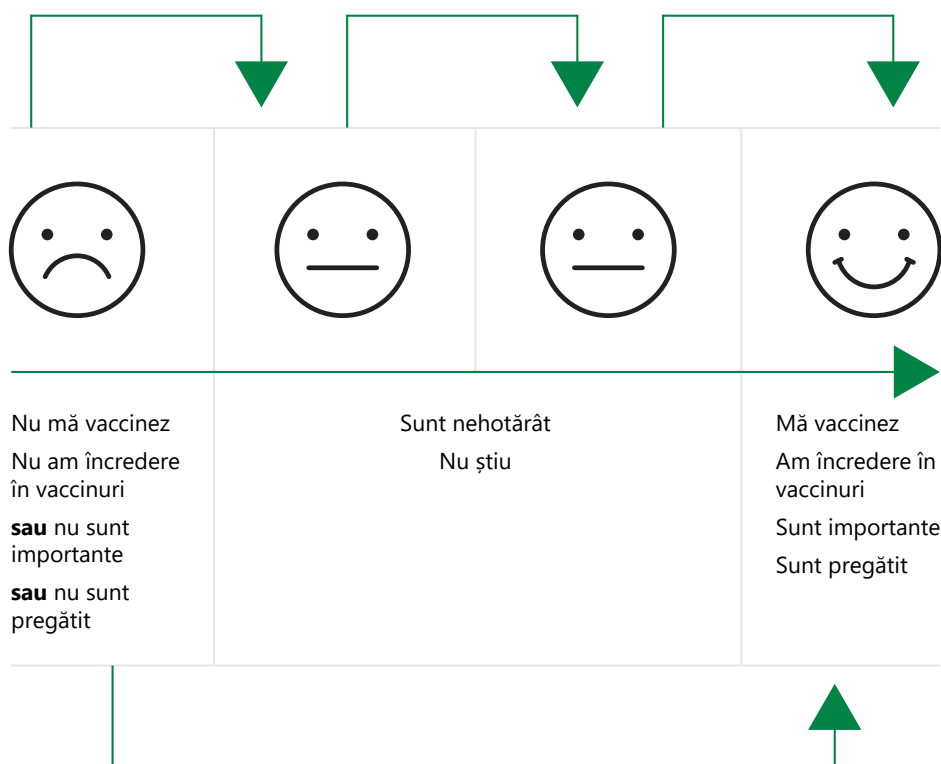 Nu mă vaccinez
Nu am încredere
în vaccinuri
sau nu sunt
importante
sau nu sunt
pregătit
Sunt nehotărât
Nu știu
Mă vaccinez
Am încredere în
vaccinuri
Sunt importante
Sunt pregătit